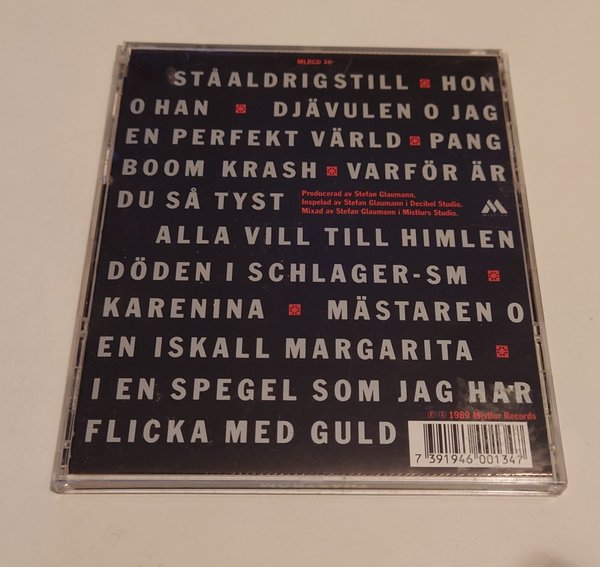 MLRCD 70
STÅALDRIGSTILL HON
O HAN DJÄVULEN O JAG
EN PERFEKT VÄRLD PANG
BOOM KRASH VARFÖR ÄR
DU SÅ TYST
Producerad av Stefan Glaumann.
Inspelad av Stefan Glaumann i Decibel Studio.
Mixad av Stefan Glaumann i Mistlurs Studio.
ALLA VILL TILL HIMLEN
DÖDEN I SCHLAGER-SM
KARENINA MÄSTAREN O
EN ISKALL MARGARITA
I EN SPEGEL SOM JAG HAR
Ⓟ © 1989 Mistlur Records
FLICKA MED GULD
7 391946 001347